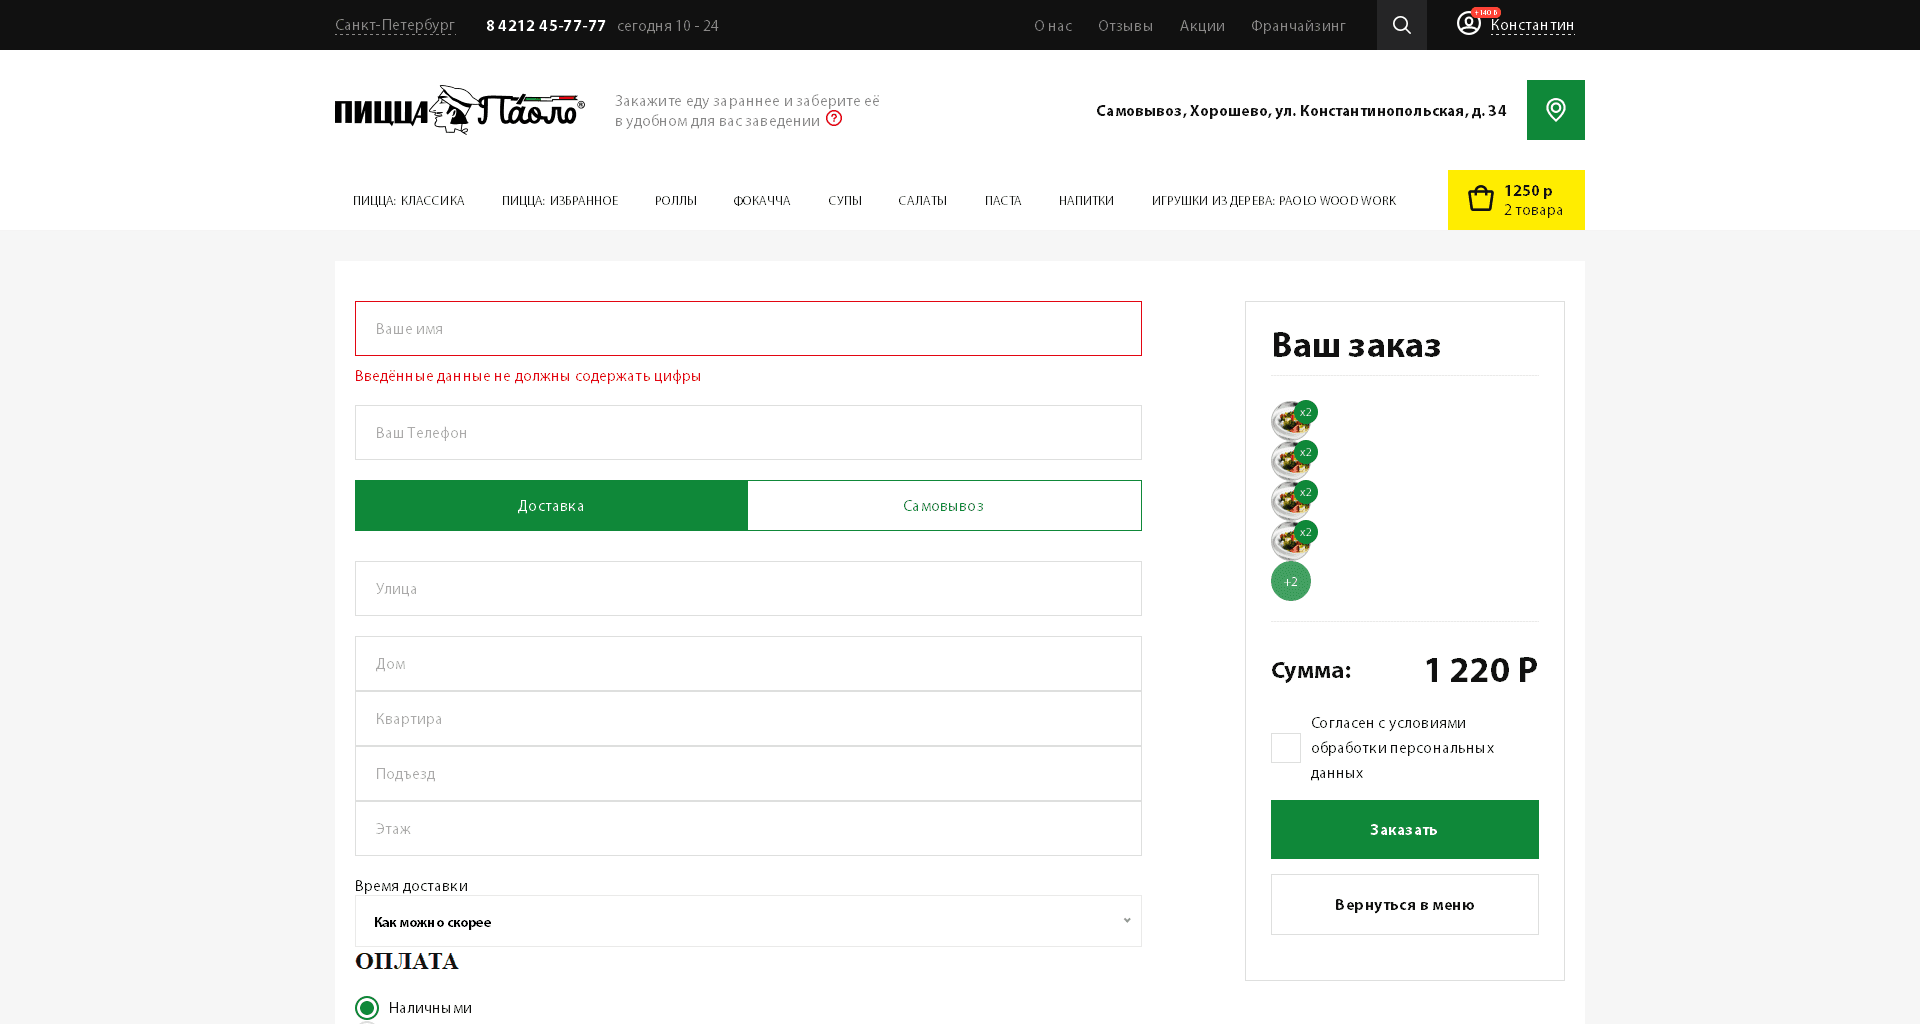 Санкт-Петербург
8 4212 45-77-77
сегодня 10 - 24
О нас
Отзывы
Акции
Франчайзинг
+140 ₽
Константин
ПИЦЦА Паоло®
Закажите еду зараннее и заберите её
в удобном для вас заведении ?
Самовывоз, Хорошево, ул. Константинопольская, д. 34
ПИЦЦА: КЛАССИКА
ПИЦЦА: ИЗБРАННОЕ
РОЛЛЫ
ФОКАЧЧА
СУПЫ
САЛАТЫ
ПАСТА
НАПИТКИ
ИГРУШКИ ИЗ ДЕРЕВА: PAOLO WOOD WORK
1250 р
2 товара
Ваше имя
Введённые данные не должны содержать цифры
Ваш Телефон
Доставка
Самовывоз
Улица
Дом
Квартира
Подъезд
Этаж
Время доставки
Как можно скорее
ОПЛАТА
Наличными
Ваш заказ
x2
x2
x2
x2
+2
Сумма:
1 220 Р
Согласен с условиями
обработки персональных
данных
Заказать
Вернуться в меню